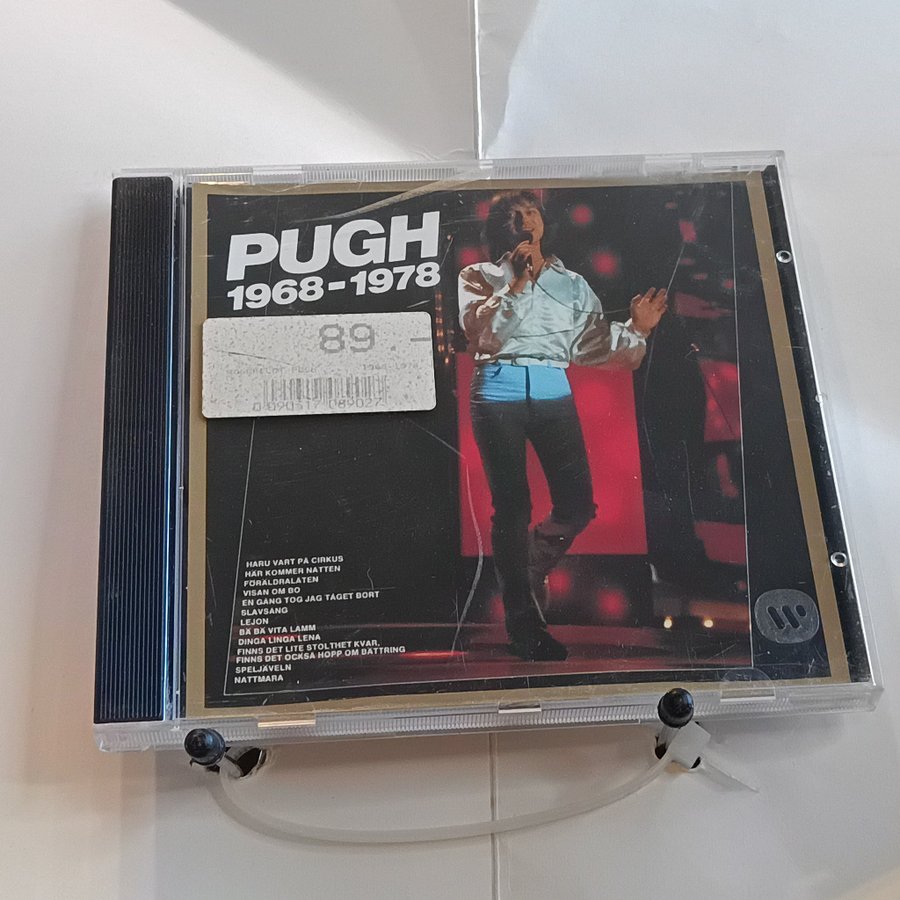 PUGH
1968-1978
89.-
HARU VART PÅ CIRKUS
HÄR KOMMER NATTEN
FÖRÄLDRALÅTEN
VISAN OM BO
EN GÅNG TOG JAG TÅGET BORT
SLAVSÅNG
LEJON
BÄ BÄ VITA LAMM
DINGA LINGA LENA
FINNS DET LITE STOLTHET KVAR,
FINNS DET OCKSÅ HOPP OM BÄTTRING
SPELJÄVELN
NATTMARA